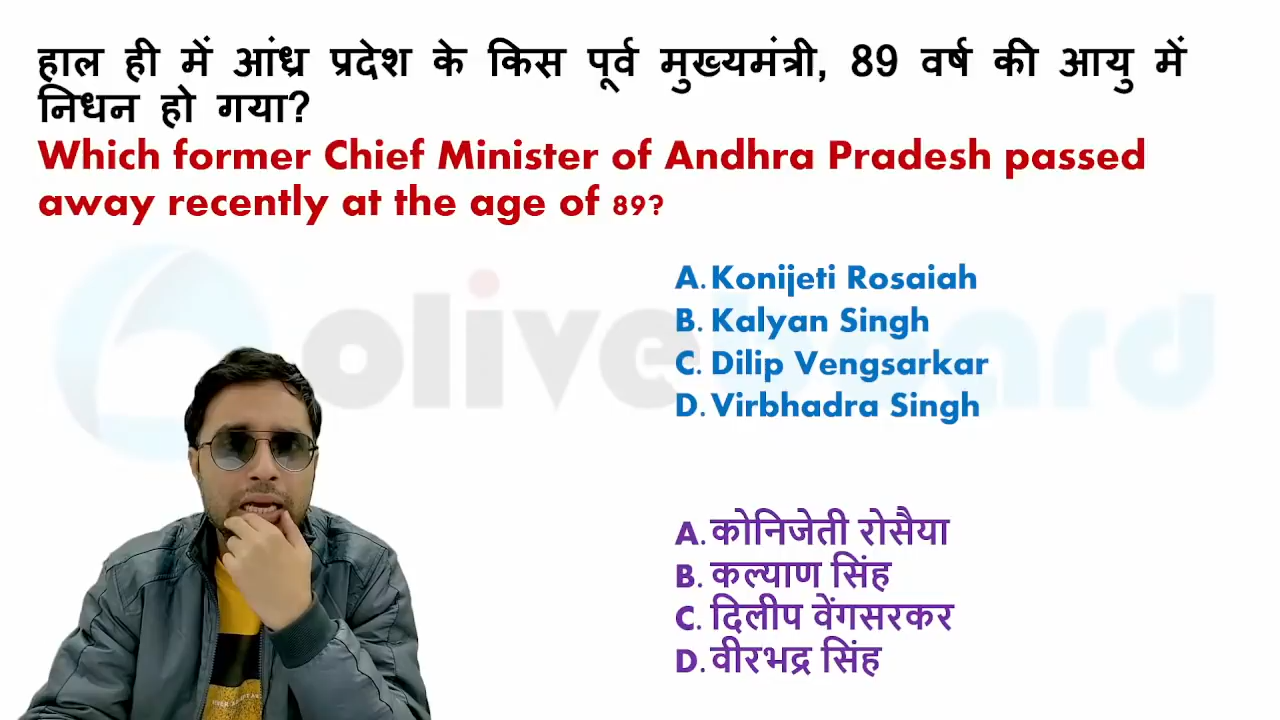 हाल ही में आंध्र प्रदेश के किस पूर्व मुख्यमंत्री, 89 वर्ष की आयु में
निधन हो गया?
Which former Chief Minister of Andhra Pradesh passed
away recently at the age of 89?
oliveboard
A. Konijeti Rosaiah
B. Kalyan Singh
C. Dilip Vengsarkar
D. Virbhadra Singh
A. कोनिजेती रोसैया
B. कल्याण सिंह
C. दिलीप वेंगसरकर
D. वीरभद्र सिंह